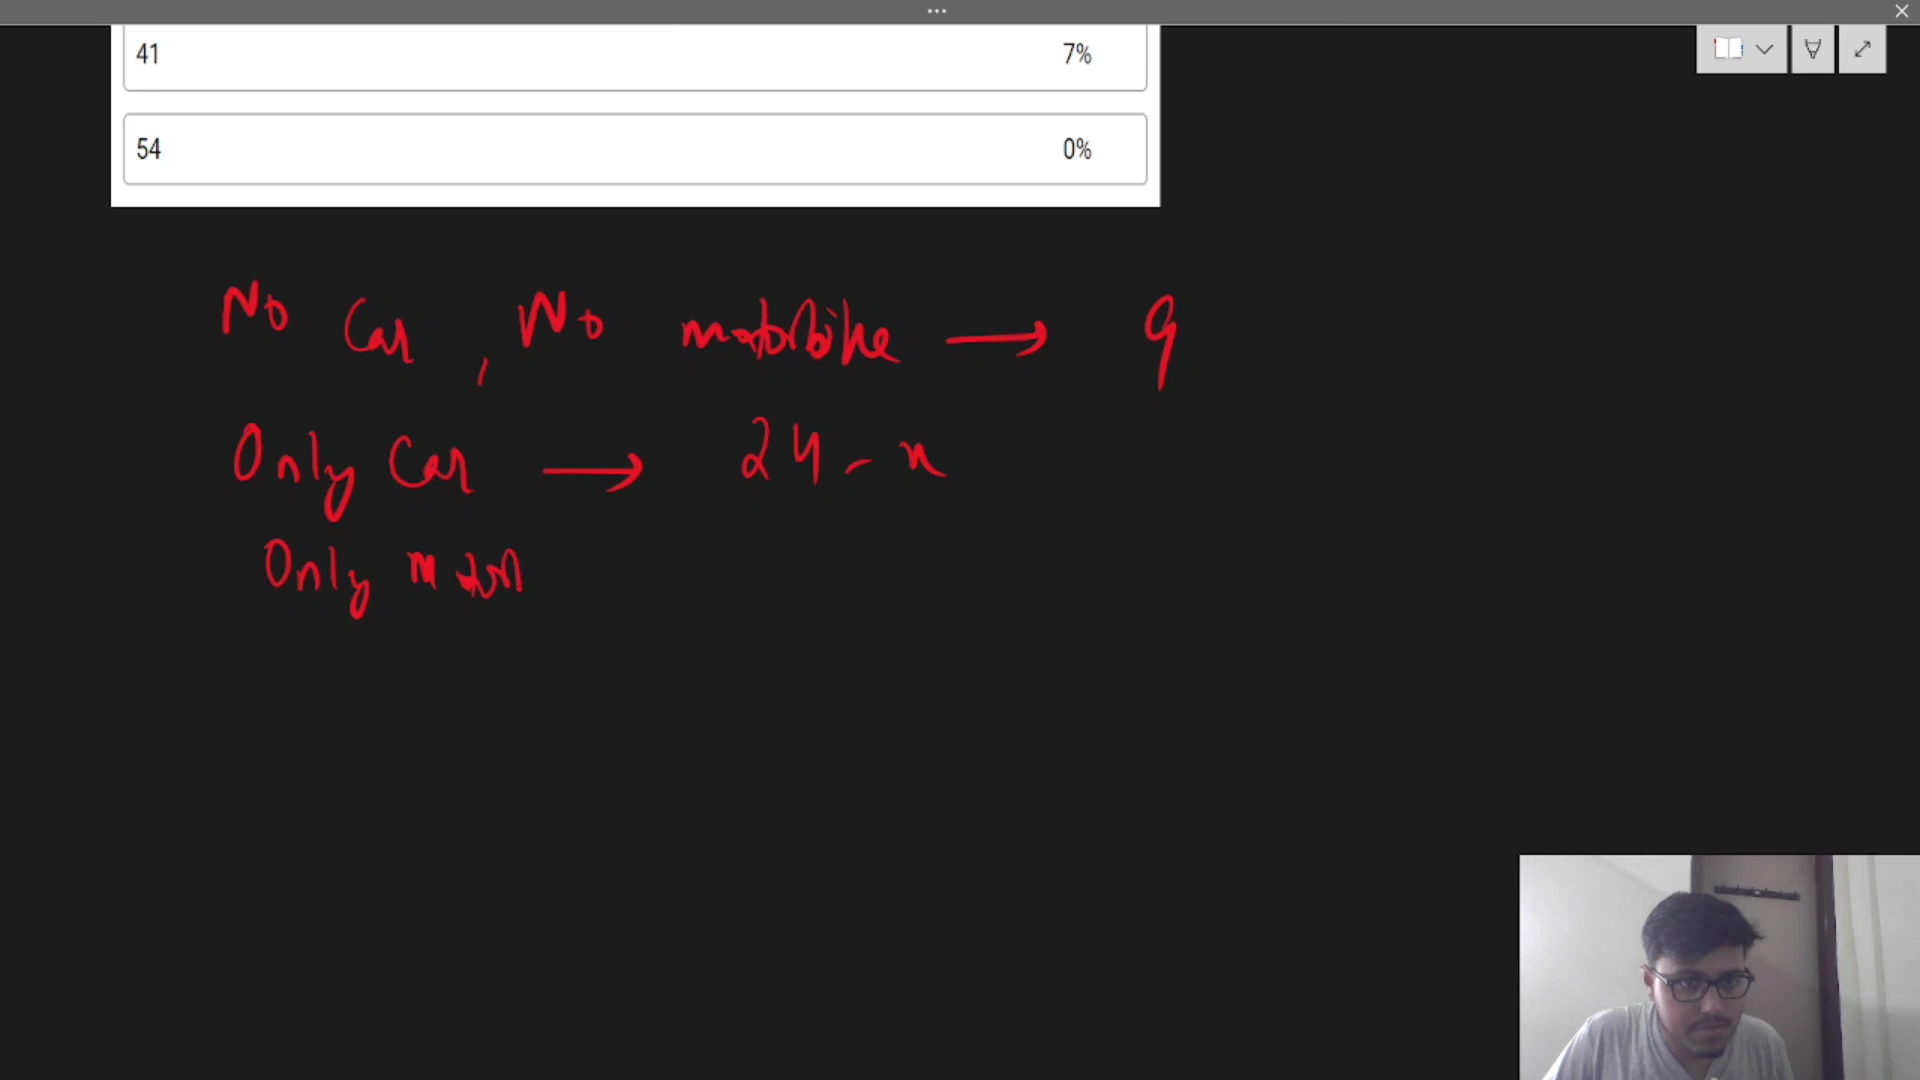 ...
41 7%
54 0%
No Car, No motorbike → 9
Only Car → 24 - x
Only